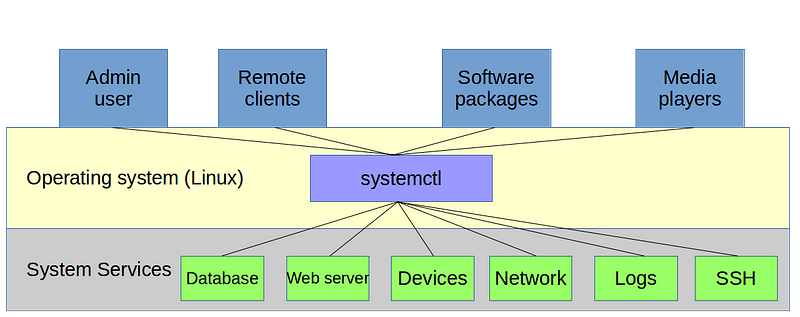 Admin
user
Remote
clients
Software
packages
Media
players
Operating system (Linux)
systemctl
System Services
Database
Web server
Devices
Network
Logs
SSH